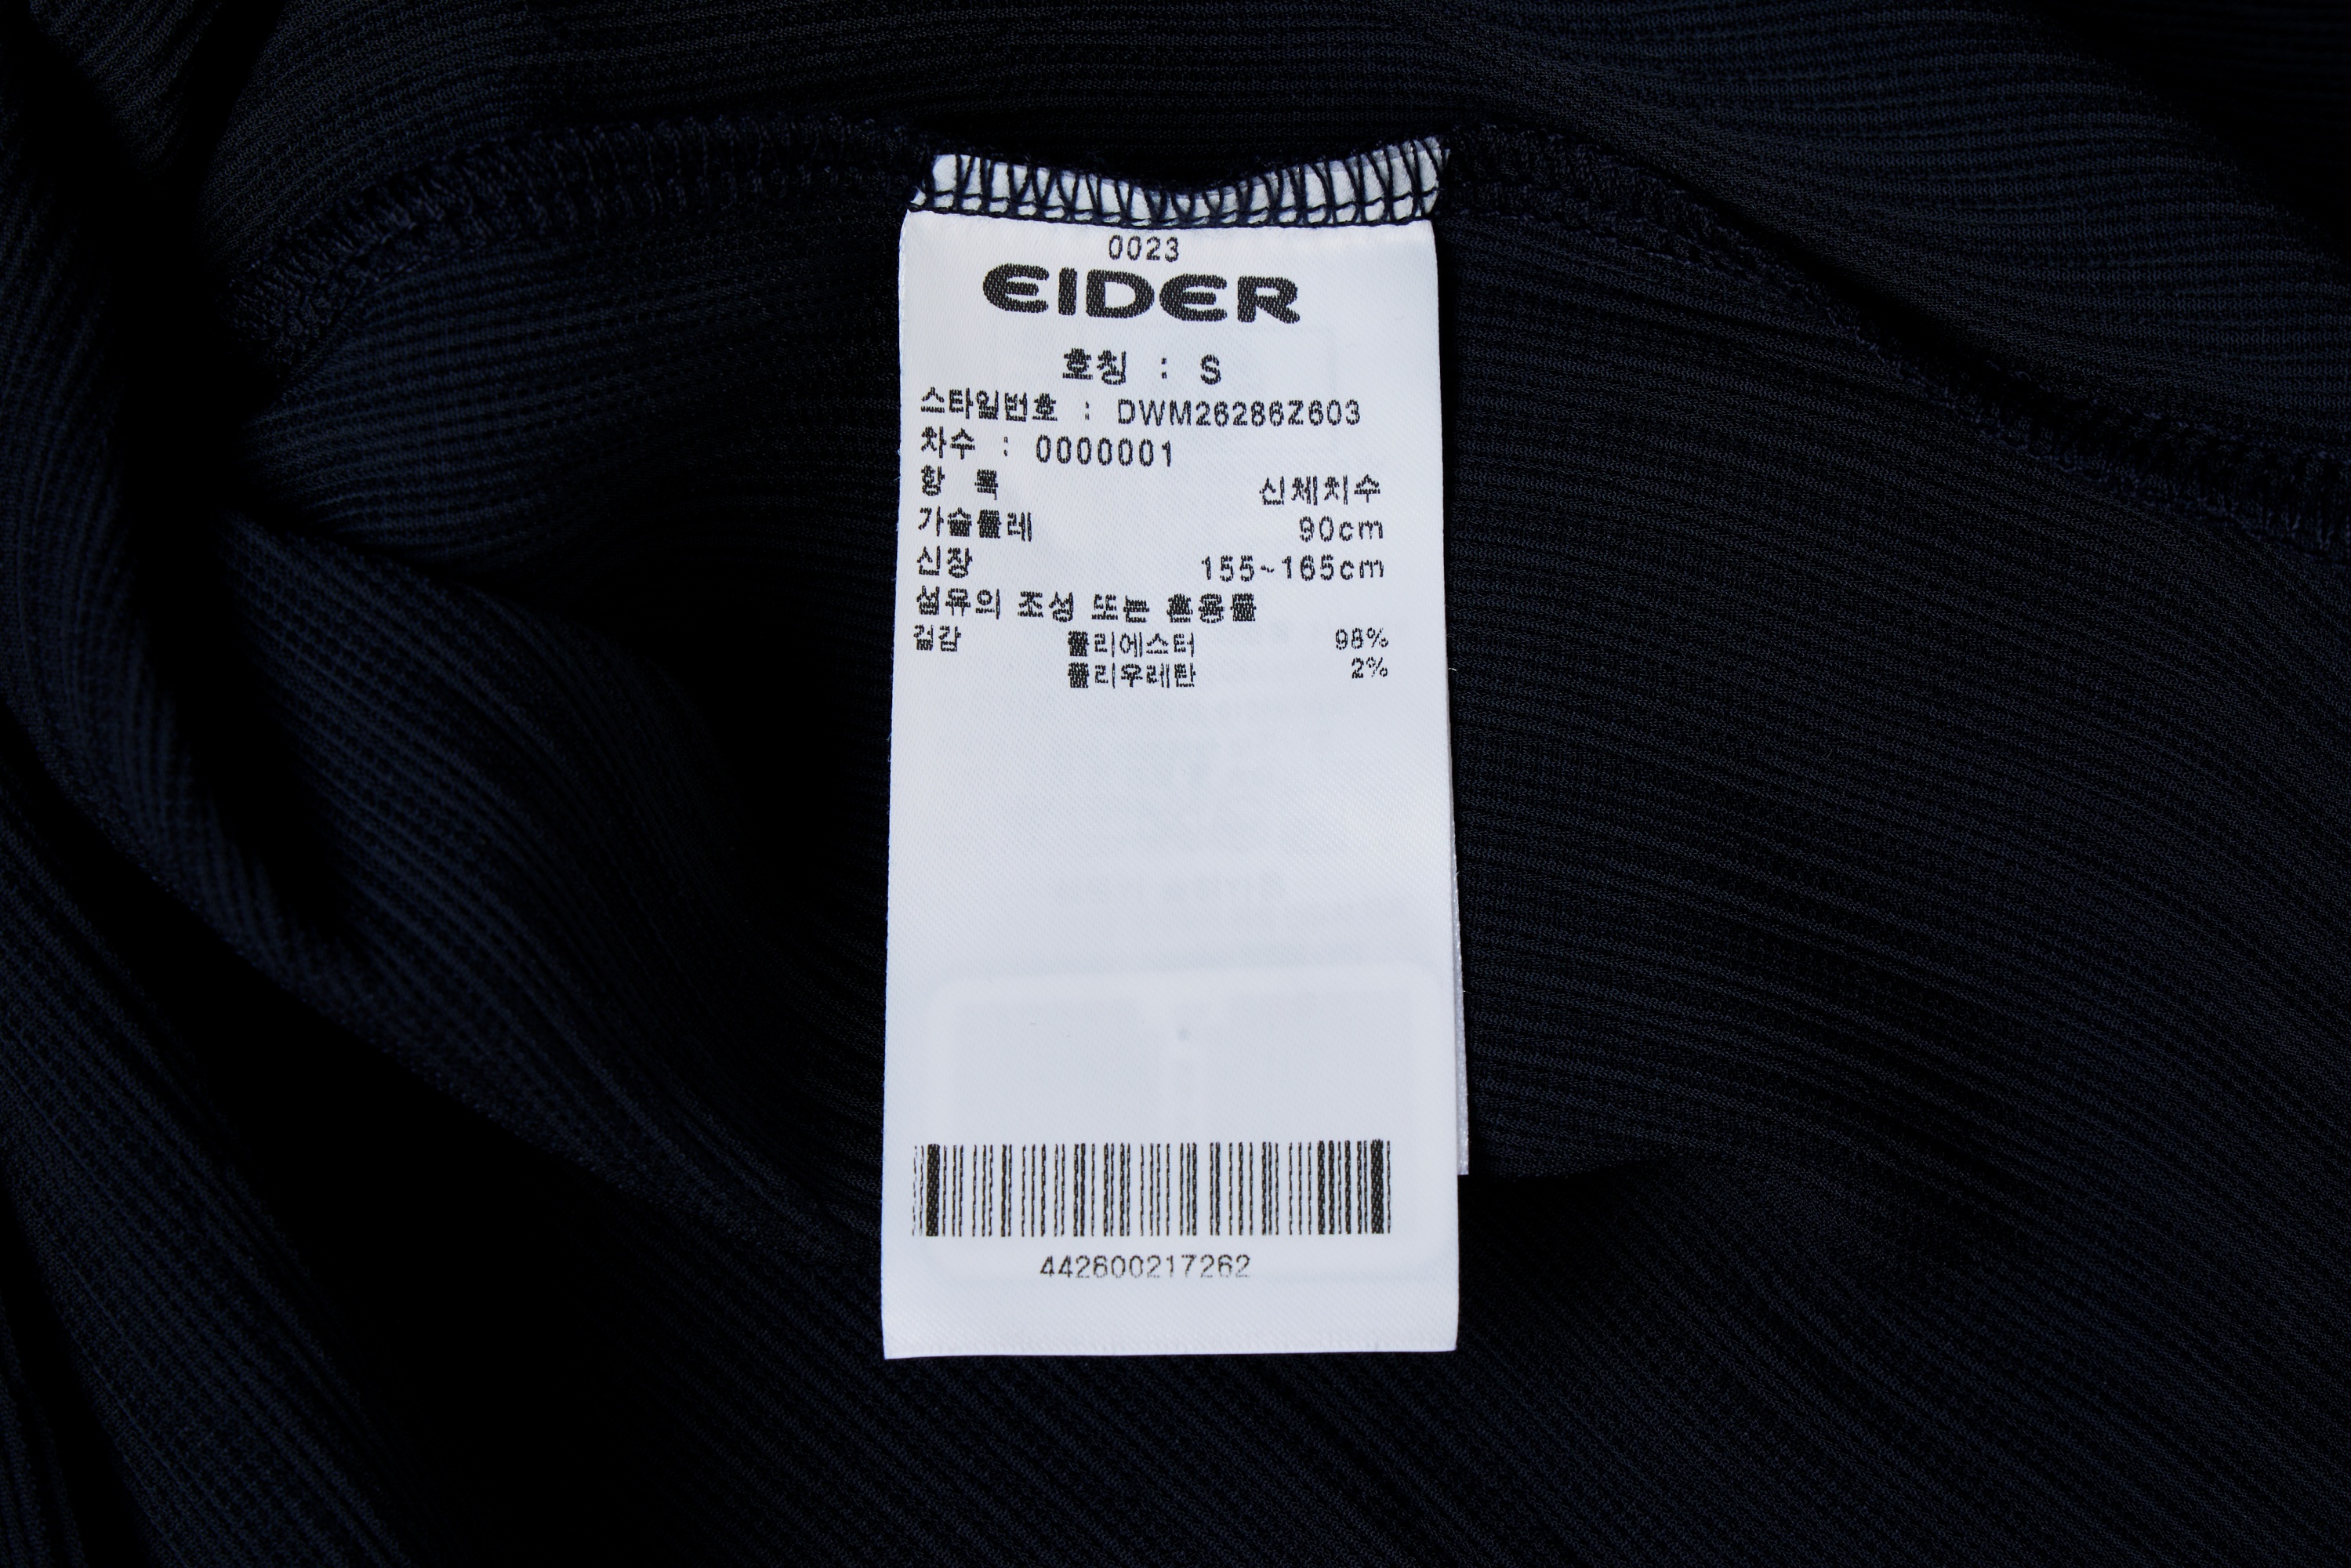 0023
EIDER
호칭 : S
스타일번호 : DWM26286Z603
차수 : 0000001
항 목 신체치수
가슴둘레 90cm
신장 155~165cm
섬유의 조성 또는 혼용률
겉감 폴리에스터 98%
폴리우레탄 2%
442600217262